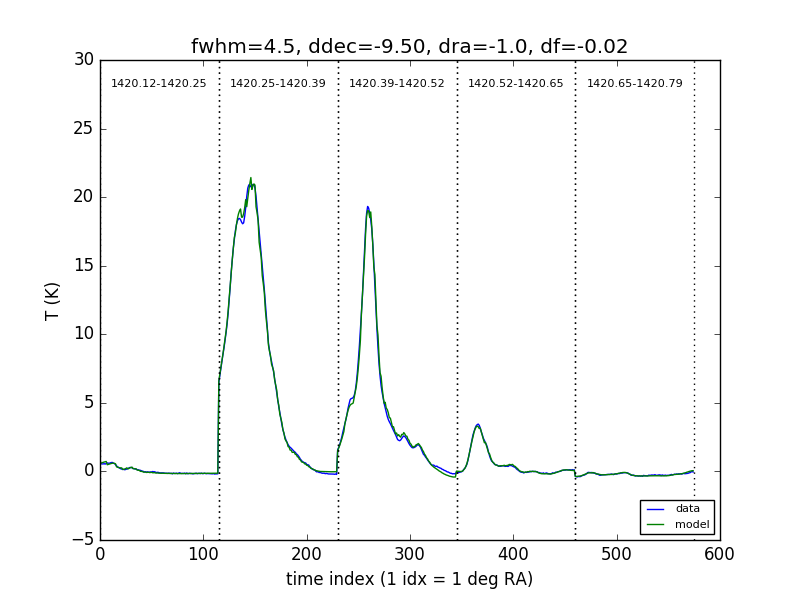 fwhm=4.5, ddec=-9.50, dra=-1.0, df=-0.02
30
1420.12-1420.25 1420.25-1420.39 1420.39-1420.52 1420.52-1420.65 1420.65-1420.79
25
20
15
10
5
0
−5
T (K)
data
model
0 100 200 300 400 500 600
time index (1 idx = 1 deg RA)